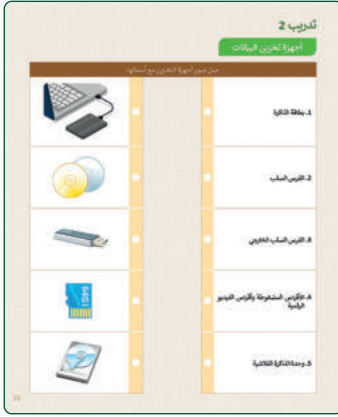 تدريب 2
أجهزة تخزين البيانات
صل صور أجهزة التخزين مع أسمائها.
1. بطاقة الذاكرة
2. القرص الصلب
3. القرص الصلب الخارجي
4. الأقراص المضغوطة وأقراص الفيديو
الرقمية
5. وحدة الذاكرة الفلاشية